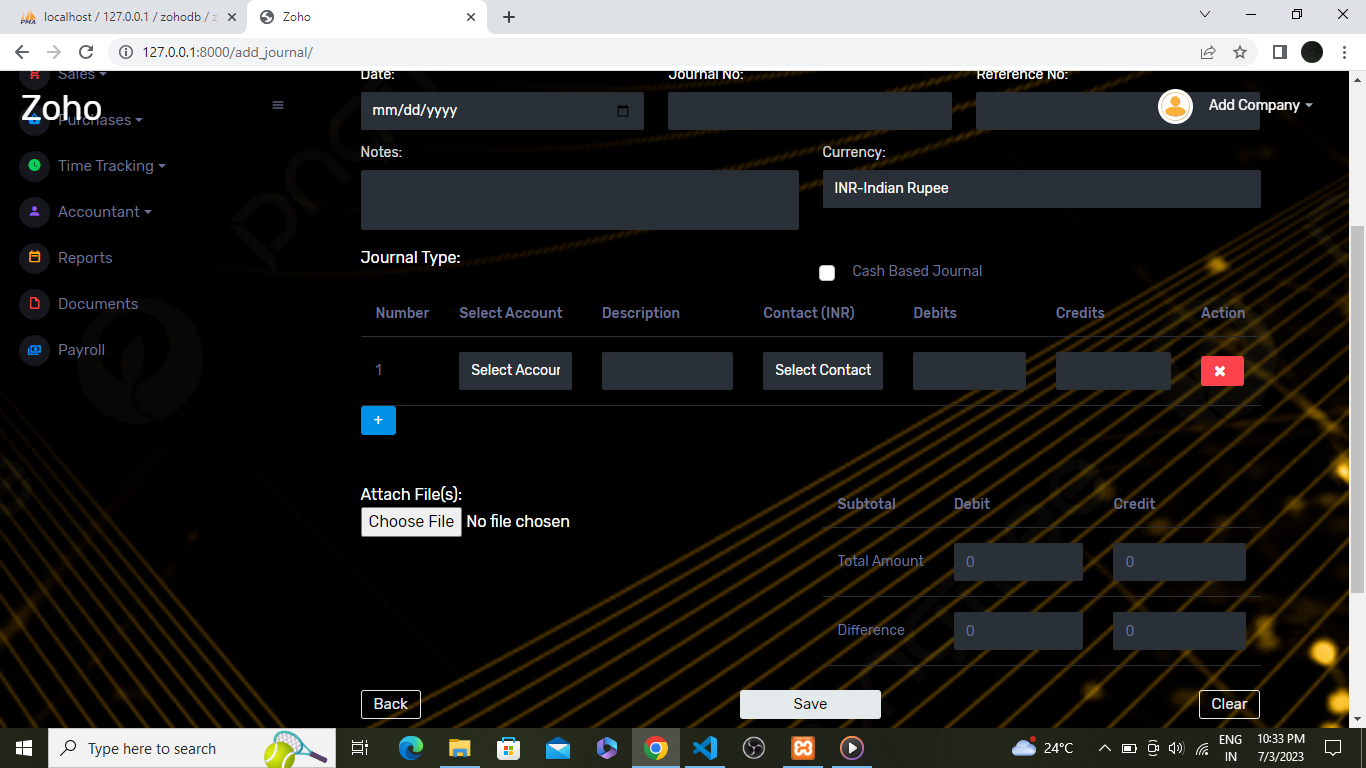 localhost / 127.0.0.1 / zohodb / z
Zoho
127.0.0.1:8000/add_journal/
Sales
Zoho
Purchases
Time Tracking
Accountant
Reports
Documents
Payroll
Add Company
Date:
Journal No:
Reference No:
mm/dd/yyyy
Notes:
Currency:
INR-Indian Rupee
Journal Type:
Cash Based Journal
Number Select Account Description Contact (INR) Debits Credits Action
1 Select Accour Select Contact
+
Attach File(s):
Choose File No file chosen
Subtotal Debit Credit
Total Amount 0 0
Difference 0 0
Back Save Clear
Type here to search
24°C
ENG
IN
10:33 PM
7/3/2023